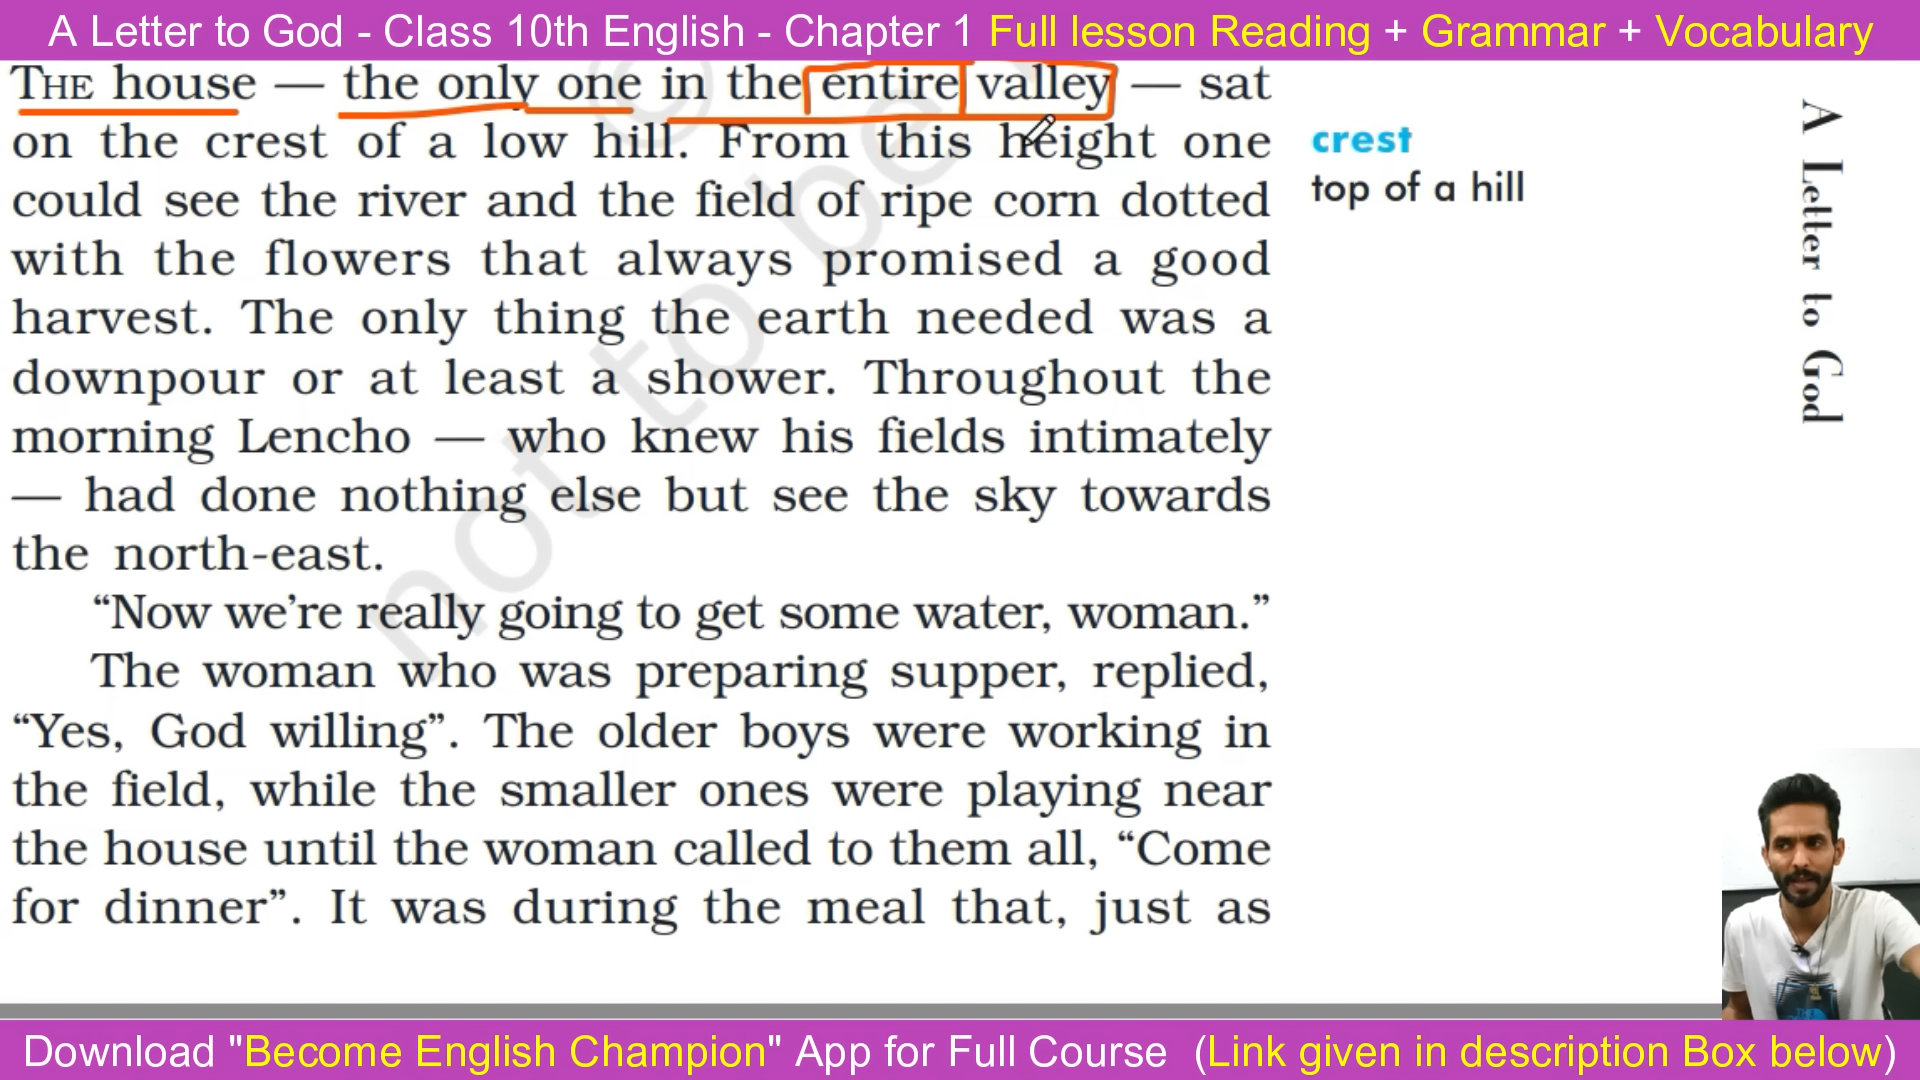 A Letter to God - Class 10th English - Chapter 1 Full lesson Reading + Grammar + Vocabulary
THE house — the only one in the entire valley — sat
on the crest of a low hill. From this height one
could see the river and the field of ripe corn dotted
with the flowers that always promised a good
harvest. The only thing the earth needed was a
downpour or at least a shower. Throughout the
morning Lencho — who knew his fields intimately
— had done nothing else but see the sky towards
the north-east.
“Now we’re really going to get some water, woman.”
The woman who was preparing supper, replied,
“Yes, God willing”. The older boys were working in
the field, while the smaller ones were playing near
the house until the woman called to them all, “Come
for dinner”. It was during the meal that, just as
crest
top of a hill
A Letter to God
© not to be
Download "Become English Champion" App for Full Course (Link given in description Box below)